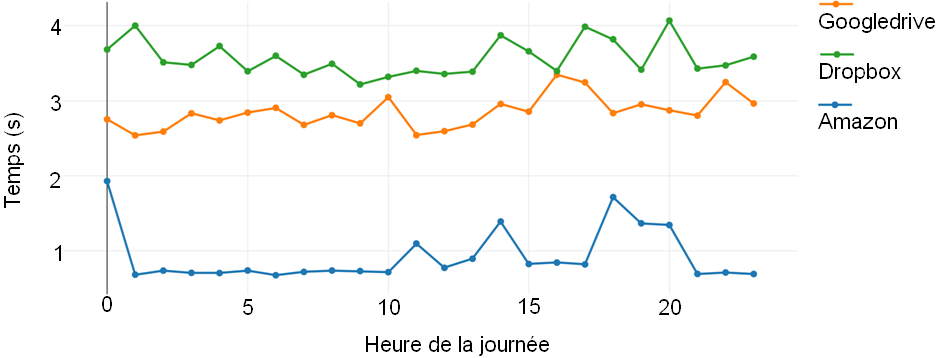 Googledrive
Dropbox
Amazon
Temps (s)
4
3
2
1
0 5 10 15 20
Heure de la journée